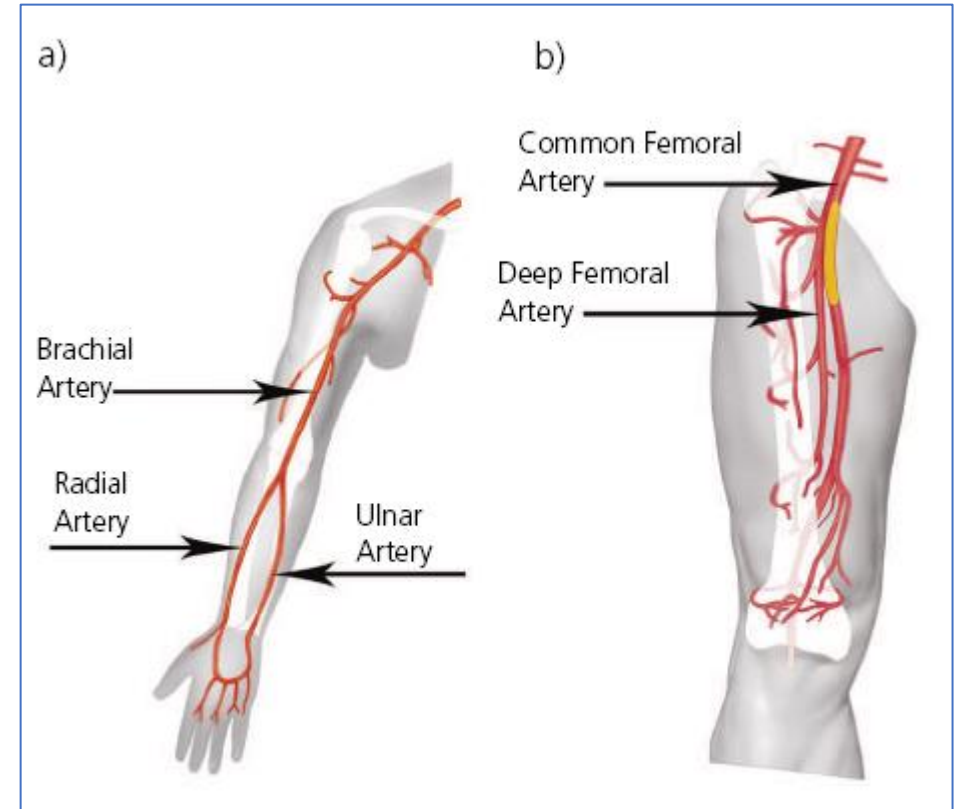 a)
Brachial
Artery
Radial
Artery
Ulnar
Artery
b)
Common Femoral
Artery
Deep Femoral
Artery